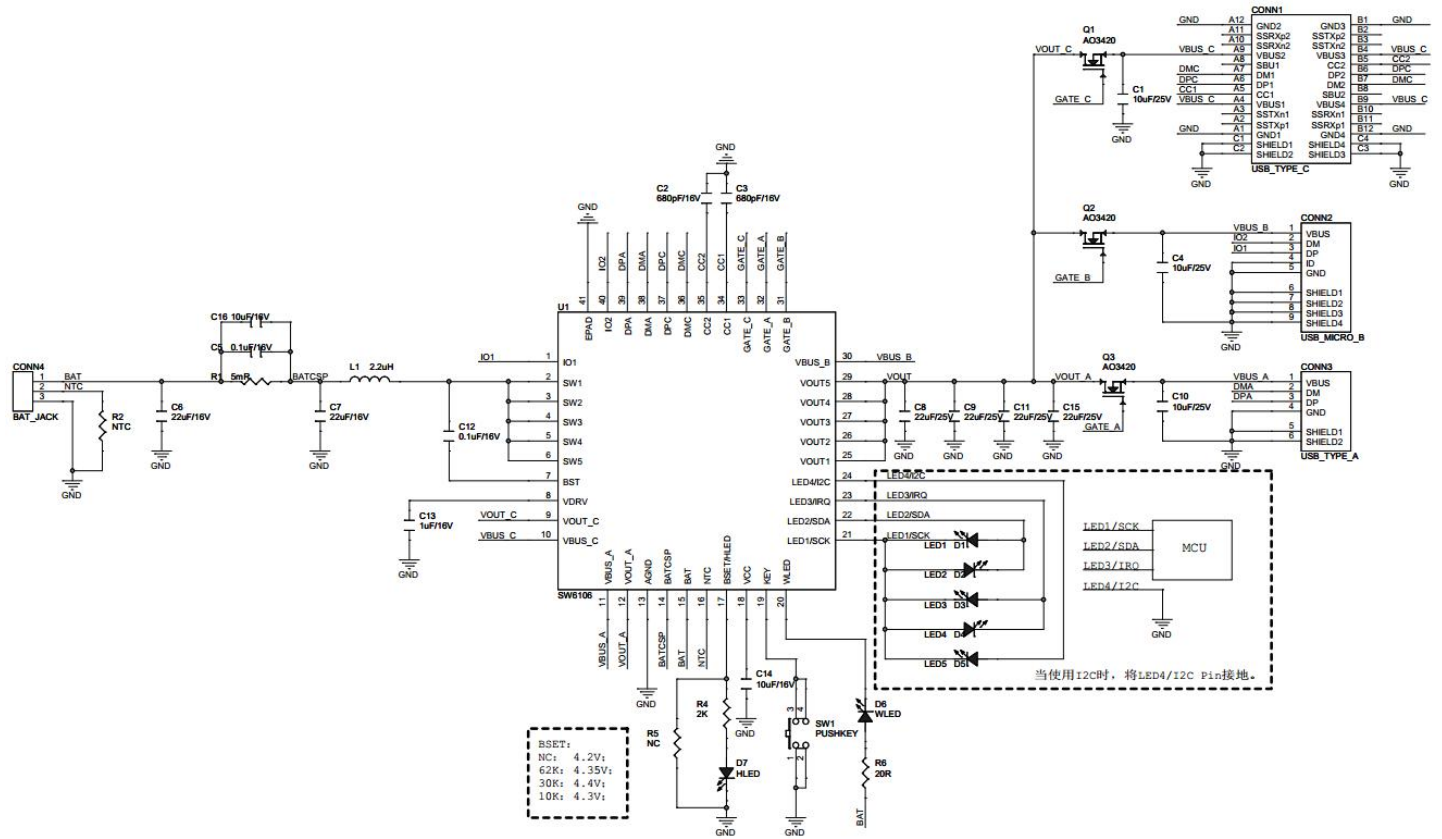 CONN1
GND A12 GND2 GND3 B1 GND
A11 SSRXp2 SSTXp2 B2
A10 SSRXn2 SSTXn2 B3
VBUS_C A9 VBUS2 VBUS3 B4 VBUS_C
A8 SBU1 CC2 B5 CC2
DMC A7 DM1 DP2 B6 DPC
DPC A6 DP1 DM2 B7 DMC
CC1 A5 CC1 SBU2 B8
VBUS_C A4 VBUS1 VBUS4 B9 VBUS_C
A3 SSTXn1 SSRXn1 B10
A2 SSTXp1 SSRXp1 B11
GND A1 GND1 GND4 B12 GND
C1 SHIELD1 SHIELD4 C4
C2 SHIELD2 SHIELD3 C3
USB_TYPE_C
GND
GND
Q1
AO3420
VOUT_C
GATE_C
C1
10uF/25V
GND
Q2
AO3420
GATE_B
C4
10uF/25V
CONN2
VBUS_B 1 VBUS
IO2 2 DM
IO1 3 DP
4 ID
5 GND
6 SHIELD1
7 SHIELD2
8 SHIELD3
9 SHIELD4
USB_MICRO_B
GND
Q3
AO3420
VOUT_A
GATE_A
C10
10uF/25V
CONN3
VBUS_A 1 VBUS
DMA 2 DM
DPA 3 DP
4 GND
5 SHIELD1
6 SHIELD2
USB_TYPE_A
GND
GND
C2
680pF/16V
C3
680pF/16V
GND
U1
41 EPAD
IO2 40 IO2
DPA 39 DPA
DMA 38 DMA
DPC 37 DPC
DMC 36 DMC
CC2 35 CC2
CC1 34 CC1
GATE_C 33 GATE_C
GATE_A 32 GATE_A
GATE_B 31 GATE_B
IO1 1 IO1
2 SW1
3 SW2
4 SW3
5 SW4
6 SW5
7 BST
8 VDRV
VOUT_C 9 VOUT_C
VBUS_C 10 VBUS_C
SW6106
VBUS_B 30 VBUS_B
VOUT5 29 VOUT
VOUT4 28
VOUT3 27
VOUT2 26
VOUT1 25
LED4/I2C 24 LED4/I2C
LED3/IRQ 23 LED3/IRQ
LED2/SDA 22 LED2/SDA
LED1/SCK 21 LED1/SCK
VBUS_A 11 VBUS_A
VOUT_A 12 VOUT_A
AGND 13
BATCSP 14 BATCSP
BAT 15 BAT
NTC 16 NTC
BSET/HLED 17
VCC 18
KEY 19
WLED 20
C16 10uF/16V
C5 0.1uF/16V
R1 5mR
BATCSP
L1 2.2uH
CONN4
1 BAT
2 NTC
3
BAT_JACK
R2
NTC
GND
C6
22uF/16V
GND
C7
22uF/16V
GND
C12
0.1uF/16V
C13
1uF/16V
GND
C8
22uF/25V
GND
C9
22uF/25V
GND
C11
22uF/25V
GND
C15
22uF/25V
GND
LED1 D1
LED2 D2
LED3 D3
LED4 D4
LED5 D5
LED1/SCK
LED2/SDA
LED3/IRQ
LED4/I2C
MCU
GND
当使用I2C时，将LED4/I2C Pin接地。
GND
R5
NC
R4
2K
D7
HLED
GND
C14
10uF/16V
GND
3 4
SW1
PUSHKEY
1 2
GND
D6
WLED
R6
20R
BAT
BSET:
NC: 4.2V;
62K: 4.35V;
30K: 4.4V;
10K: 4.3V;